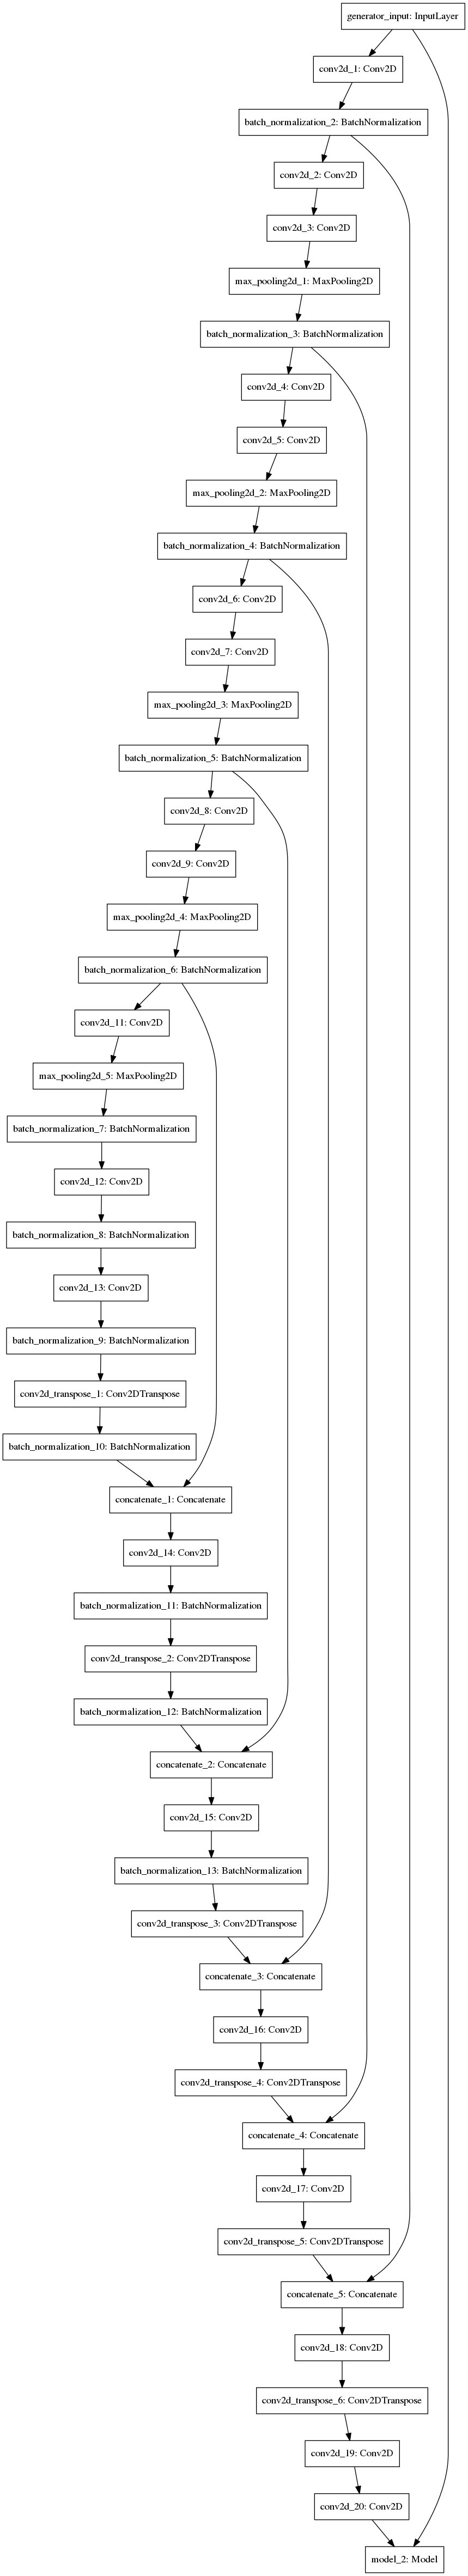 generator_input: InputLayer
conv2d_1: Conv2D
batch_normalization_2: BatchNormalization
conv2d_2: Conv2D
conv2d_3: Conv2D
max_pooling2d_1: MaxPooling2D
batch_normalization_3: BatchNormalization
conv2d_4: Conv2D
conv2d_5: Conv2D
max_pooling2d_2: MaxPooling2D
batch_normalization_4: BatchNormalization
conv2d_6: Conv2D
conv2d_7: Conv2D
max_pooling2d_3: MaxPooling2D
batch_normalization_5: BatchNormalization
conv2d_8: Conv2D
conv2d_9: Conv2D
max_pooling2d_4: MaxPooling2D
batch_normalization_6: BatchNormalization
conv2d_11: Conv2D
max_pooling2d_5: MaxPooling2D
batch_normalization_7: BatchNormalization
conv2d_12: Conv2D
batch_normalization_8: BatchNormalization
conv2d_13: Conv2D
batch_normalization_9: BatchNormalization
conv2d_transpose_1: Conv2DTranspose
batch_normalization_10: BatchNormalization
concatenate_1: Concatenate
conv2d_14: Conv2D
batch_normalization_11: BatchNormalization
conv2d_transpose_2: Conv2DTranspose
batch_normalization_12: BatchNormalization
concatenate_2: Concatenate
conv2d_15: Conv2D
batch_normalization_13: BatchNormalization
conv2d_transpose_3: Conv2DTranspose
concatenate_3: Concatenate
conv2d_16: Conv2D
conv2d_transpose_4: Conv2DTranspose
concatenate_4: Concatenate
conv2d_17: Conv2D
conv2d_transpose_5: Conv2DTranspose
concatenate_5: Concatenate
conv2d_18: Conv2D
conv2d_transpose_6: Conv2DTranspose
conv2d_19: Conv2D
conv2d_20: Conv2D
model_2: Model